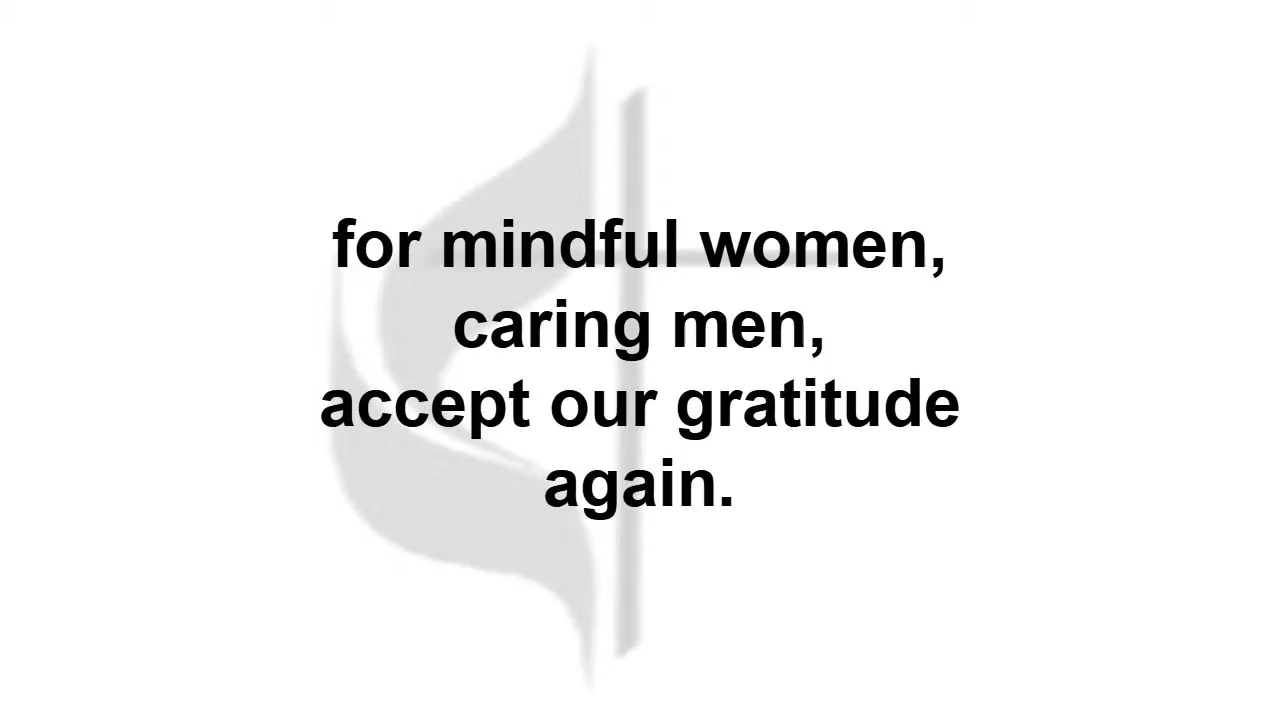 for mindful women,
caring men,
accept our gratitude
again.